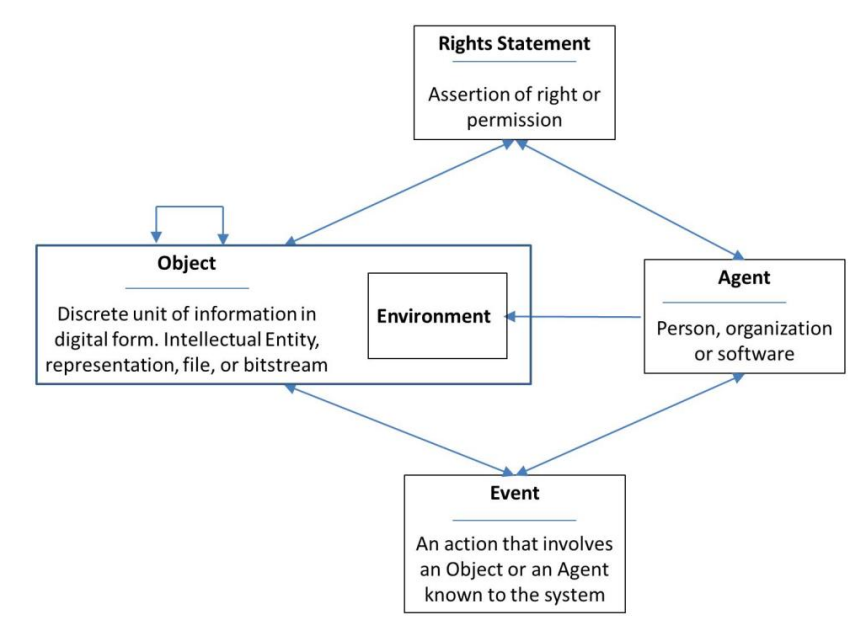 Rights Statement
Assertion of right or
permission
Object
Discrete unit of information in
digital form. Intellectual Entity,
representation, file, or bitstream
Environment
Agent
Person, organization
or software
Event
An action that involves
an Object or an Agent
known to the system